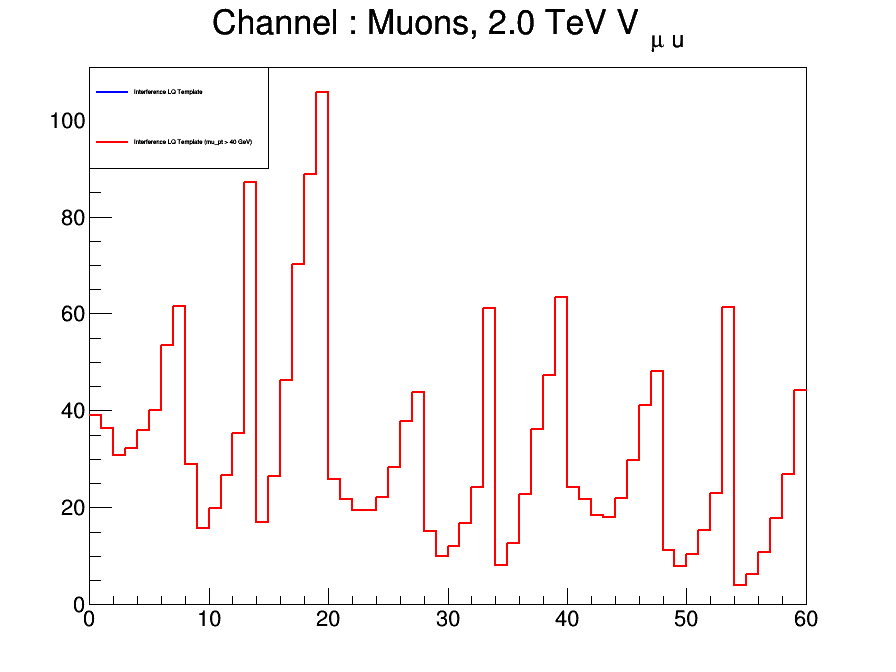 Channel : Muons, 2.0 TeV V μ u
Interference LQ Template
Interference LQ Template (mu_pt > 40 GeV)
100
80
60
40
20
0
0 10 20 30 40 50 60